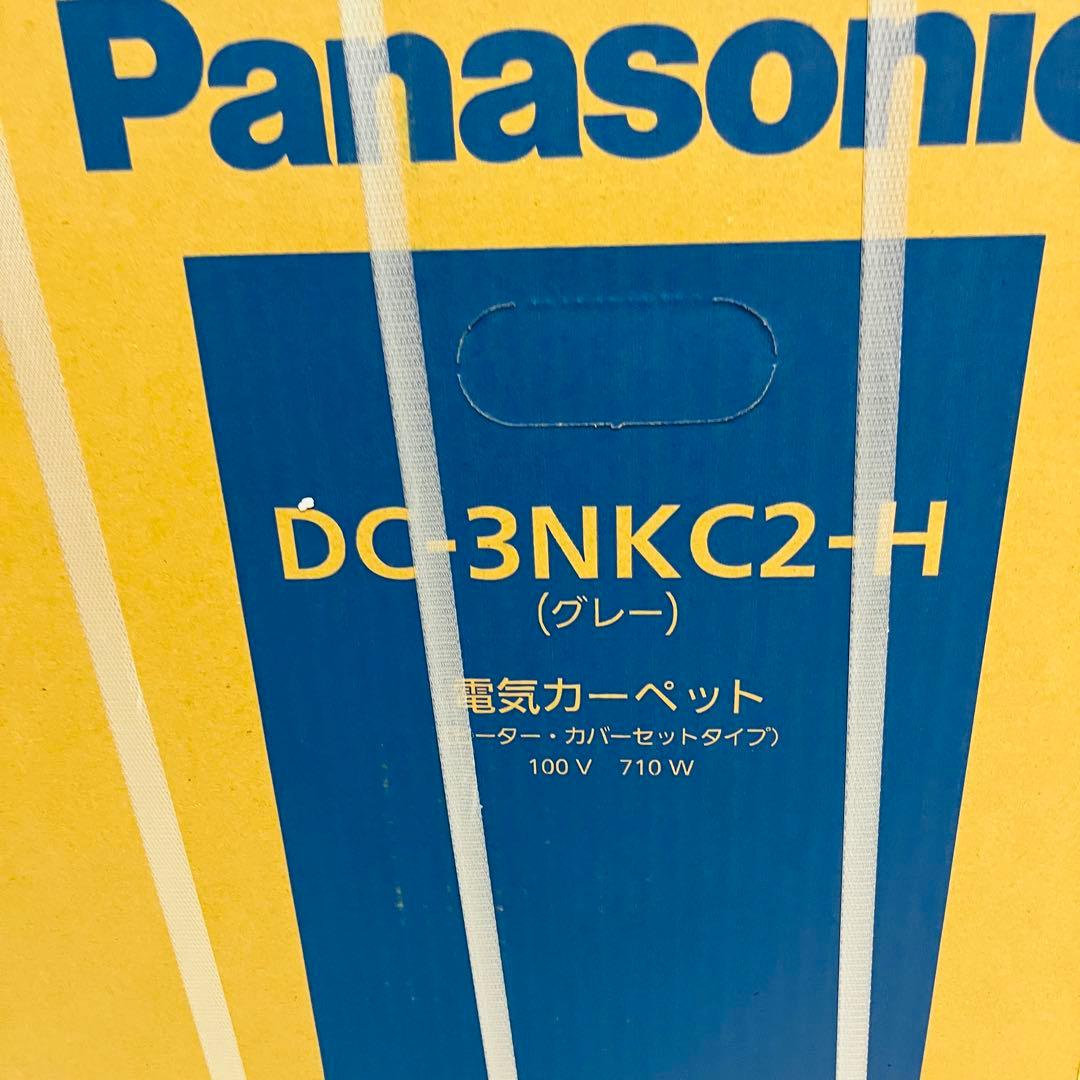 Panasonic
DC-3NKC2-H
(グレー)
電気カーペット
ーター・カバーセットタイプ)
100 V 710 W